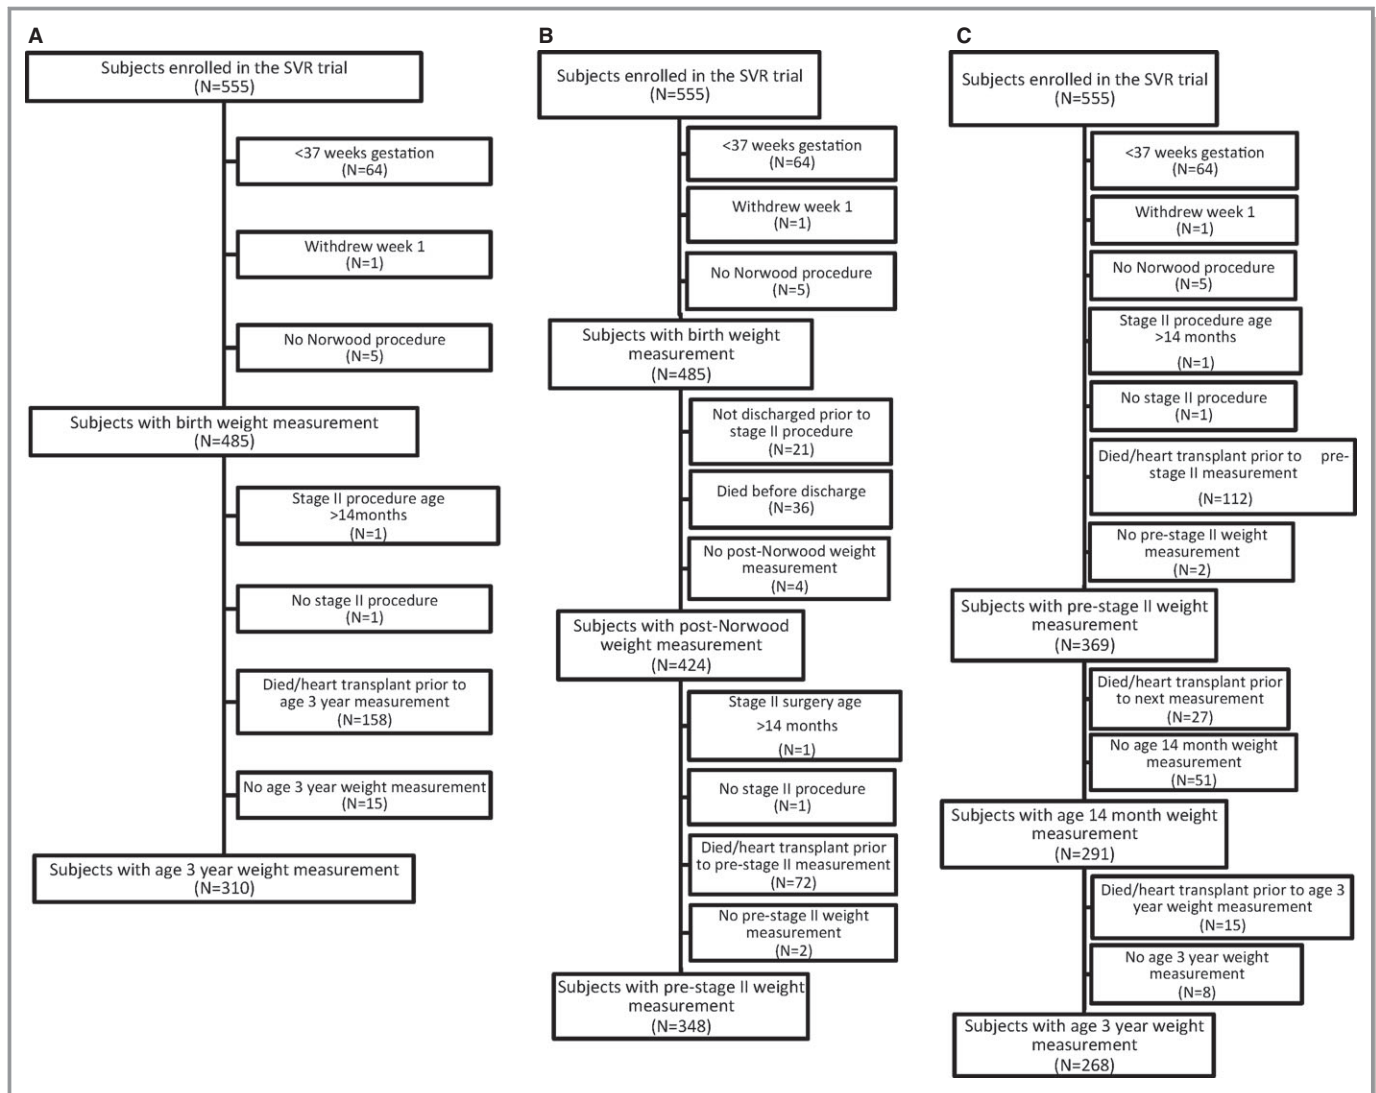 A
Subjects enrolled in the SVR trial
(N=555)
<37 weeks gestation
(N=64)
Withdrew week 1
(N=1)
No Norwood procedure
(N=5)
Subjects with birth weight measurement
(N=485)
Stage II procedure age
>14months
(N=1)
No stage II procedure
(N=1)
Died/heart transplant prior to
age 3 year measurement
(N=158)
No age 3 year weight measurement
(N=15)
Subjects with age 3 year weight measurement
(N=310)
B
Subjects enrolled in the SVR trial
(N=555)
<37 weeks gestation
(N=64)
Withdrew week 1
(N=1)
No Norwood procedure
(N=5)
Subjects with birth weight
measurement
(N=485)
Not discharged prior to
stage II procedure
(N=21)
Died before discharge
(N=36)
No post-Norwood weight
measurement
(N=4)
Subjects with post-Norwood
weight measurement
(N=424)
Stage II surgery age
>14 months
(N=1)
No stage II procedure
(N=1)
Died/heart transplant prior
to pre-stage II measurement
(N=72)
No pre-stage II weight
measurement
(N=2)
Subjects with pre-stage II weight
measurement
(N=348)
C
Subjects enrolled in the SVR trial
(N=555)
<37 weeks gestation
(N=64)
Withdrew week 1
(N=1)
No Norwood procedure
(N=5)
Stage II procedure age
>14 months
(N=1)
No stage II procedure
(N=1)
Died/heart transplant prior to pre-
stage II measurement
(N=112)
No pre-stage II weight
measurement
(N=2)
Subjects with pre-stage II weight
measurement
(N=369)
Died/heart transplant prior
to next measurement
(N=27)
No age 14 month weight
measurement
(N=51)
Subjects with age 14 month weight
measurement
(N=291)
Died/heart transplant prior to age 3
year weight measurement
(N=15)
No age 3 year weight
measurement
(N=8)
Subjects with age 3 year weight
measurement
(N=268)